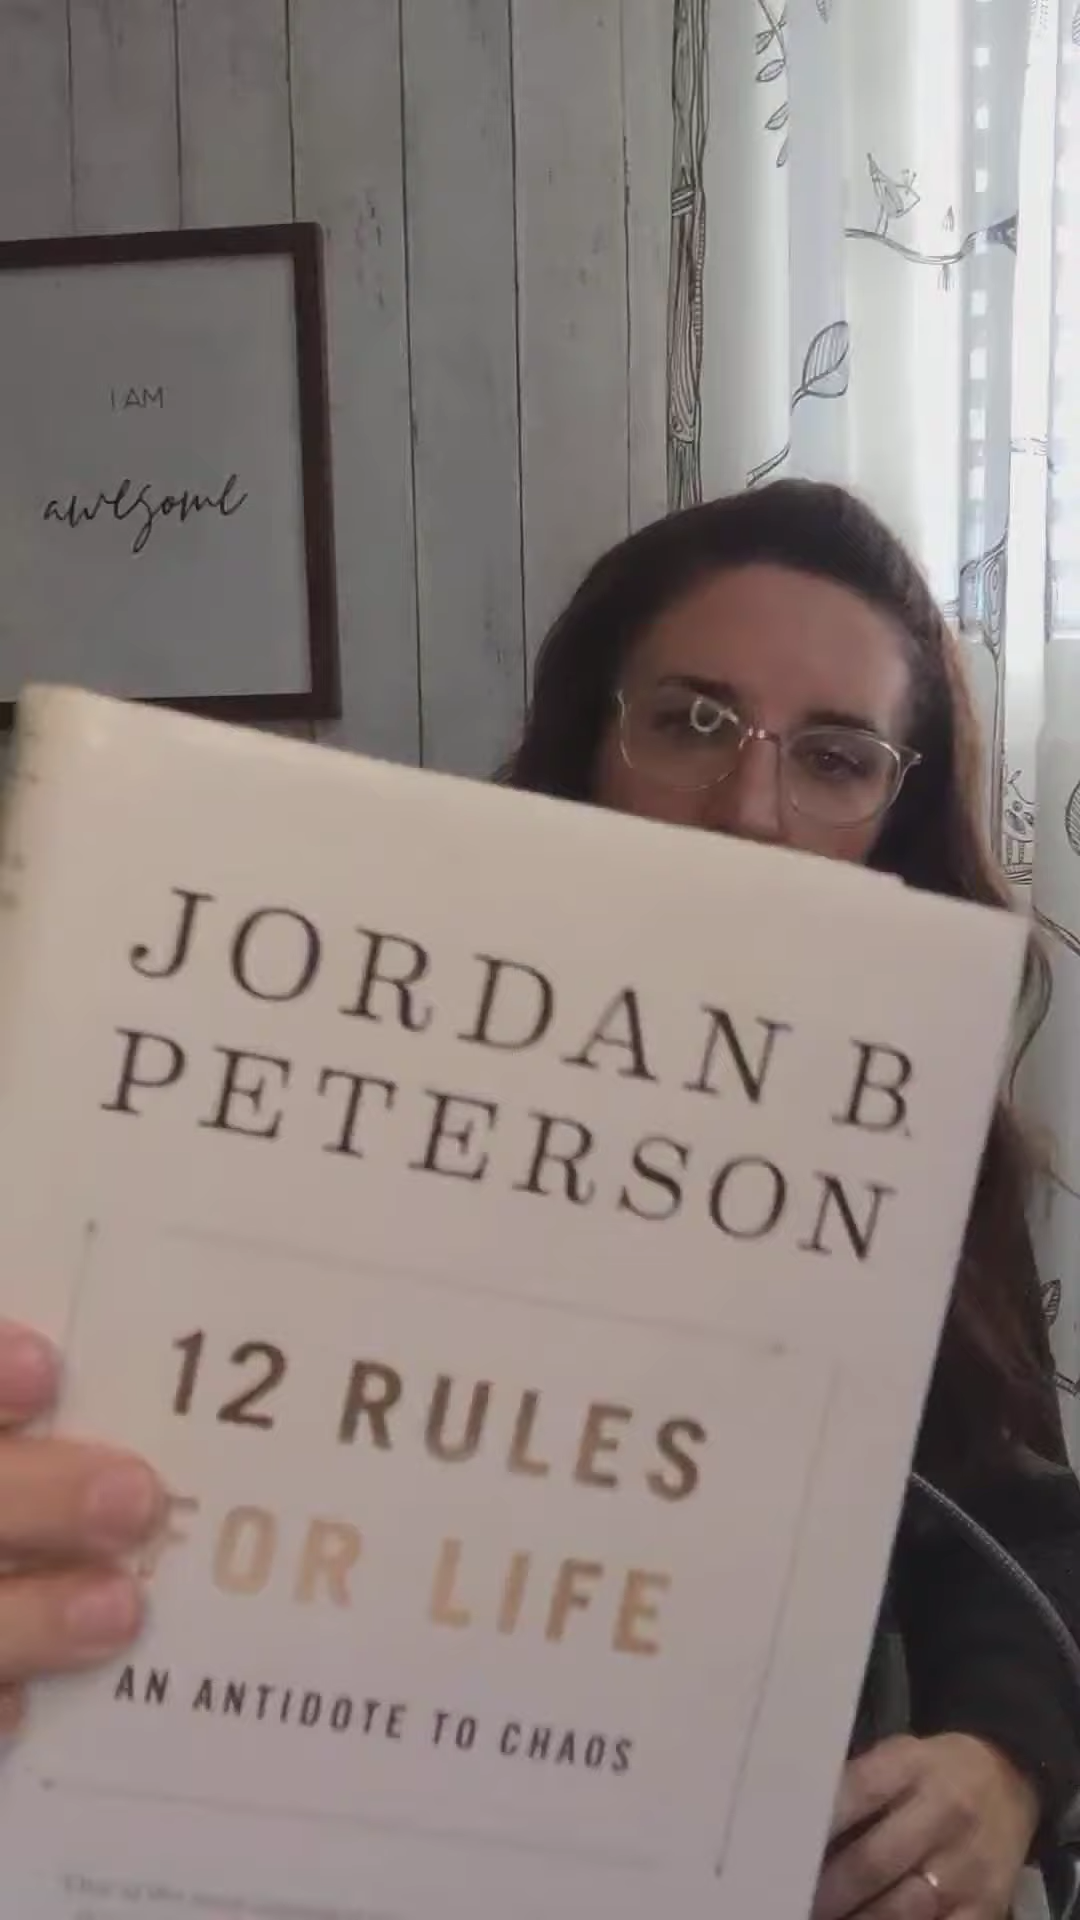 I AM
awesome
JORDAN B.
PETERSON
12 RULES
FOR LIFE
AN ANTIDOTE TO CHAOS